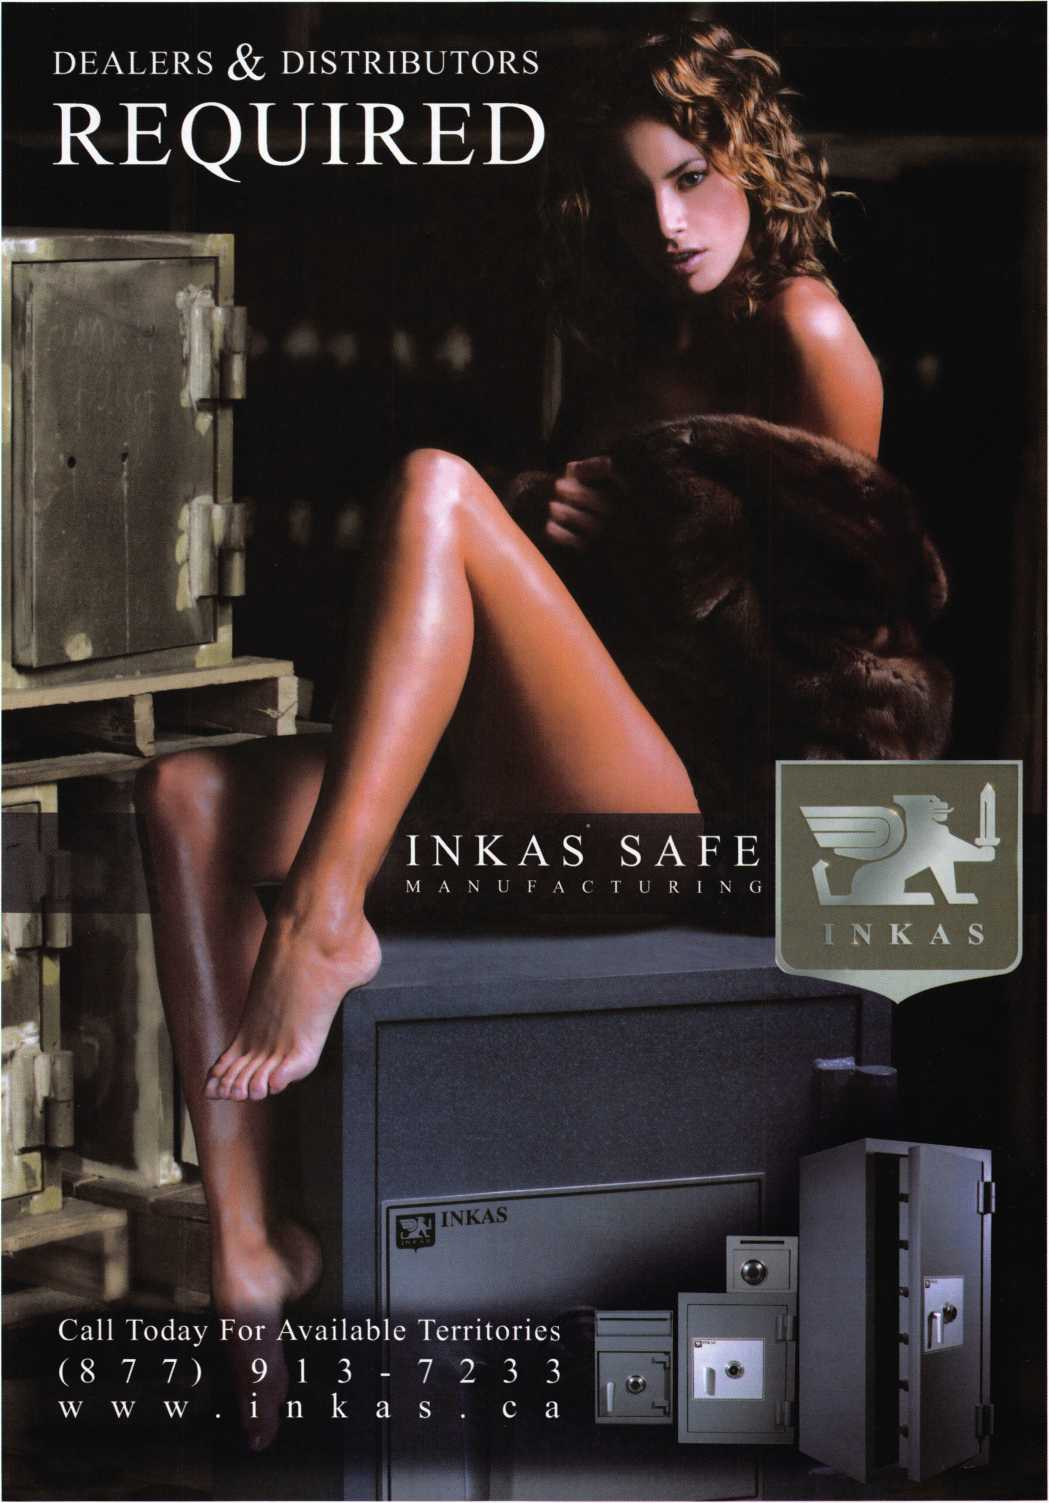 DEALERS & DISTRIBUTORS
REQUIRED
INKAS® SAFE
MANUFACTURING
INKAS
INKAS
INKAS
Call Today For Available Territories
(877) 913-7233
www.inkas.ca